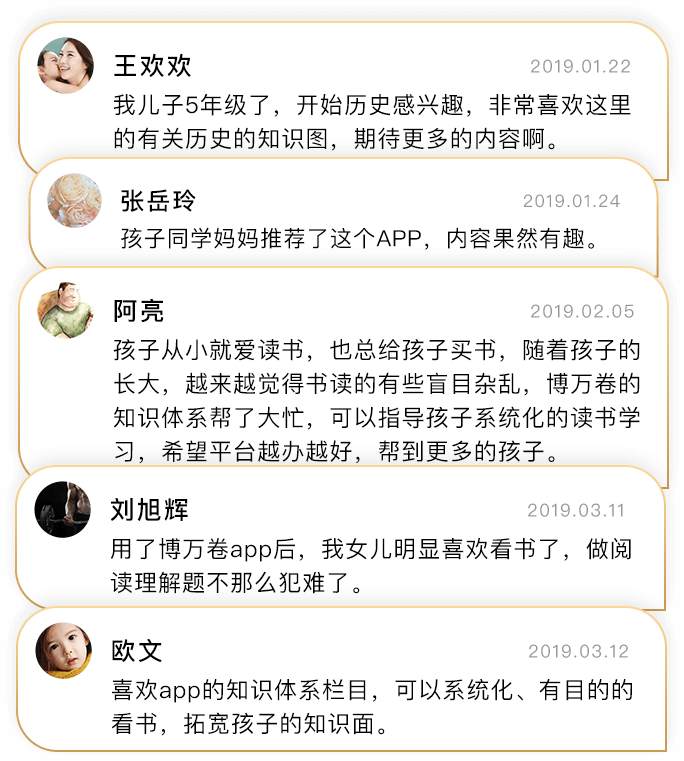 王欢欢 2019.01.22
我儿子5年级了，开始历史感兴趣，非常喜欢这里
的有关历史的知识图，期待更多的内容啊。
张岳玲 2019.01.24
孩子同学妈妈推荐了这个APP，内容果然有趣。
阿亮 2019.02.05
孩子从小就爱读书，也总给孩子买书，随着孩子的
长大，越来越觉得书读的有些盲目杂乱，博万卷的
知识体系帮了大忙，可以指导孩子系统化的读书学
习，希望平台越办越好，帮到更多的孩子。
刘旭辉 2019.03.11
用了博万卷app后，我女儿明显喜欢看书了，做阅
读理解题不那么犯难了。
欧文 2019.03.12
喜欢app的知识体系栏目，可以系统化、有目的的
看书，拓宽孩子的知识面。